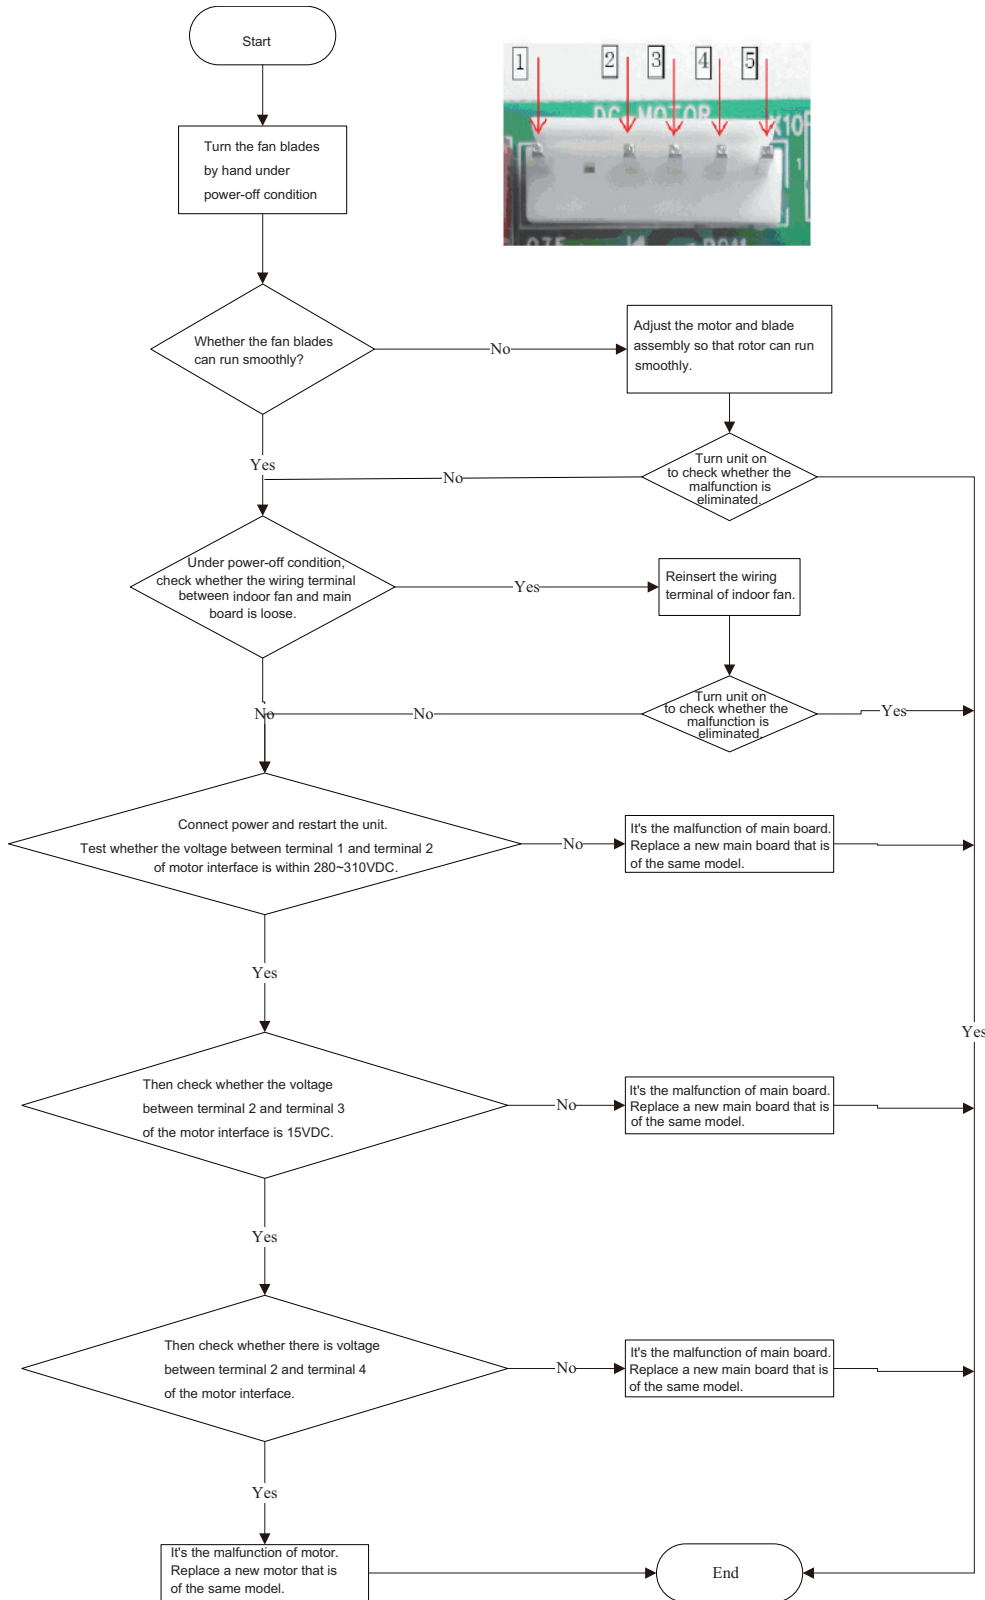 Start
1
2
3
4
5
DC MOTOR
1
Turn the fan blades
by hand under
power-off condition
Whether the fan blades
can run smoothly?
No
Adjust the motor and blade
assembly so that rotor can run
smoothly.
Yes
No
Turn unit on
to check whether the
malfunction is
eliminated.
Under power-off condition,
check whether the wiring terminal
between indoor fan and main
board is loose.
Yes
Reinsert the wiring
terminal of indoor fan.
No
No
Turn unit on
to check whether the
malfunction is
eliminated.
Yes
Connect power and restart the unit.
Test whether the voltage between terminal 1 and terminal 2
of motor interface is within 280~310VDC.
No
It's the malfunction of main board.
Replace a new main board that is
of the same model.
Yes
Yes
Then check whether the voltage
between terminal 2 and terminal 3
of the motor interface is 15VDC.
No
It's the malfunction of main board.
Replace a new main board that is
of the same model.
Yes
Then check whether there is voltage
between terminal 2 and terminal 4
of the motor interface.
No
It's the malfunction of main board.
Replace a new main board that is
of the same model.
Yes
It's the malfunction of motor.
Replace a new motor that is
of the same model.
End